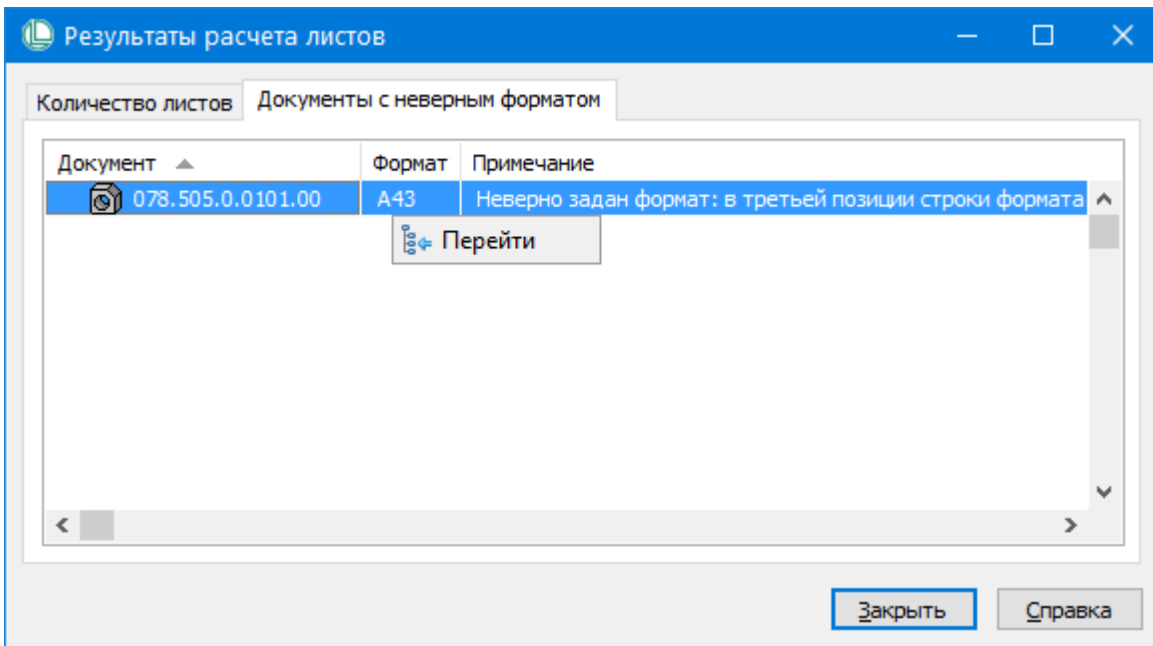 Результаты расчета листов
Количество листов Документы с неверным форматом
Документ Формат Примечание
078.505.0.0101.00 А43 Неверно задан формат: в третьей позиции строки формата
Перейти
Закрыть Справка